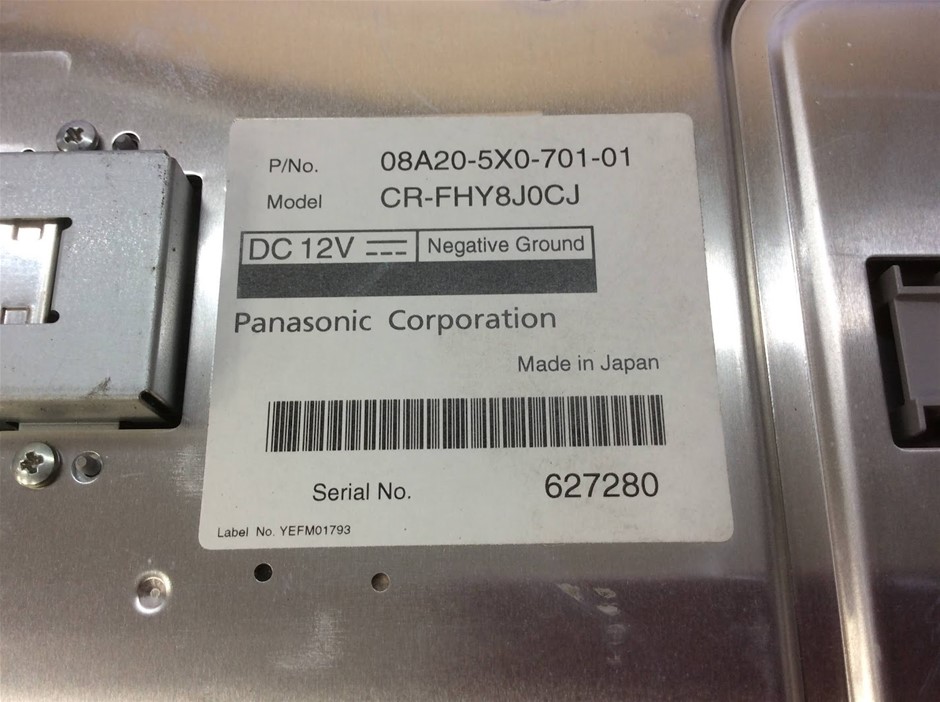 P/No. 08A20-5X0-701-01
Model CR-FHY8J0CJ
DC 12V Negative Ground
Panasonic Corporation
Made in Japan
Serial No. 627280
Label No. YEFM01793